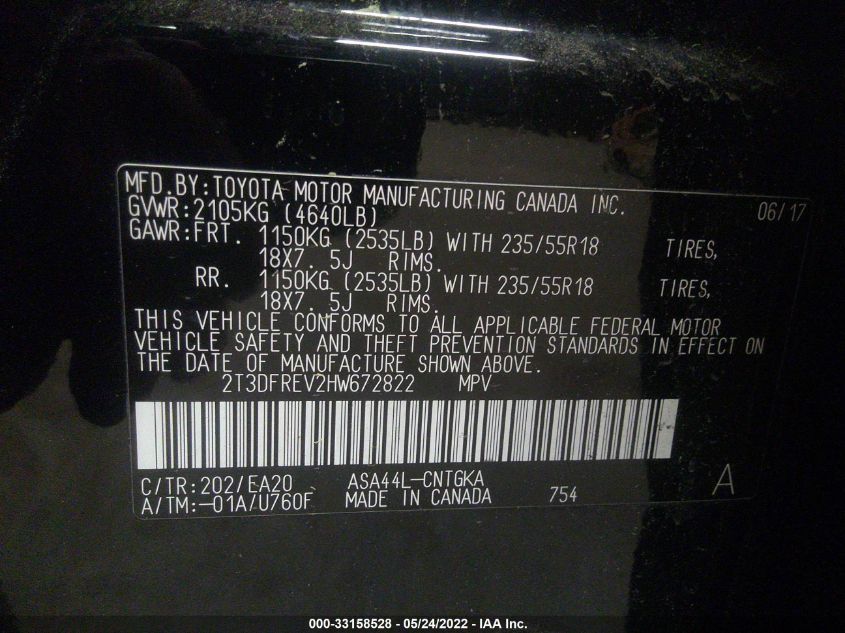 MFD.BY:TOYOTA MOTOR MANUFACTURING CANADA INC. 06/17
GVWR:2105KG (4640LB)
GAWR:FRT. 1150KG (2535LB) WITH 235/55R18 TIRES,
18X7. 5J RIMS.
RR. 1150KG (2535LB) WITH 235/55R18 TIRES,
18X7. 5J RIMS.
THIS VEHICLE CONFORMS TO ALL APPLICABLE FEDERAL MOTOR
VEHICLE SAFETY AND THEFT PREVENTION STANDARDS IN EFFECT ON
THE DATE OF MANUFACTURE SHOWN ABOVE.
2T3DFREV2HW672822 MPV
C/TR:202/EA20 ASA44L-CNTGKA A
A/TM:-01A/U760F MADE IN CANADA 754
000-33158528 - 05/24/2022 - IAA Inc.